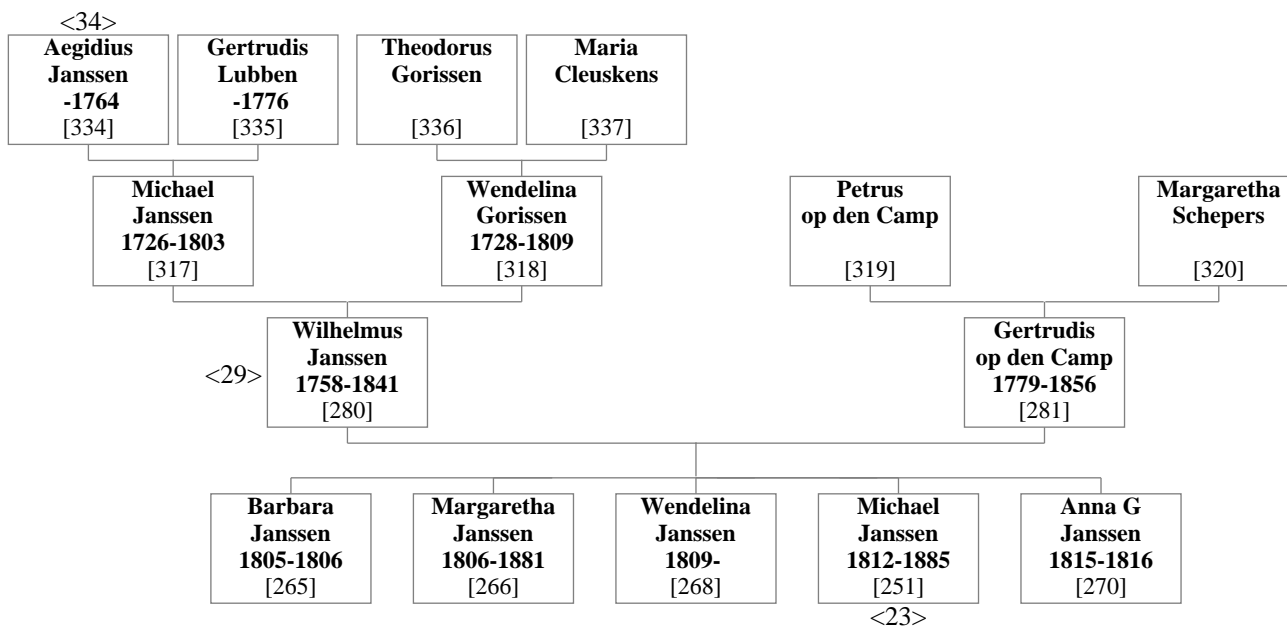 <34>
Aegidius
Janssen
-1764
[334]
Gertrudis
Lubben
-1776
[335]
Theodorus
Gorissen
[336]
Maria
Cleuskens
[337]
Michael
Janssen
1726-1803
[317]
Wendelina
Gorissen
1728-1809
[318]
Petrus
op den Camp
[319]
Margaretha
Schepers
[320]
<29>
Wilhelmus
Janssen
1758-1841
[280]
Gertrudis
op den Camp
1779-1856
[281]
Barbara
Janssen
1805-1806
[265]
Margaretha
Janssen
1806-1881
[266]
Wendelina
Janssen
1809-
[268]
Michael
Janssen
1812-1885
[251]
<23>
Anna G
Janssen
1815-1816
[270]